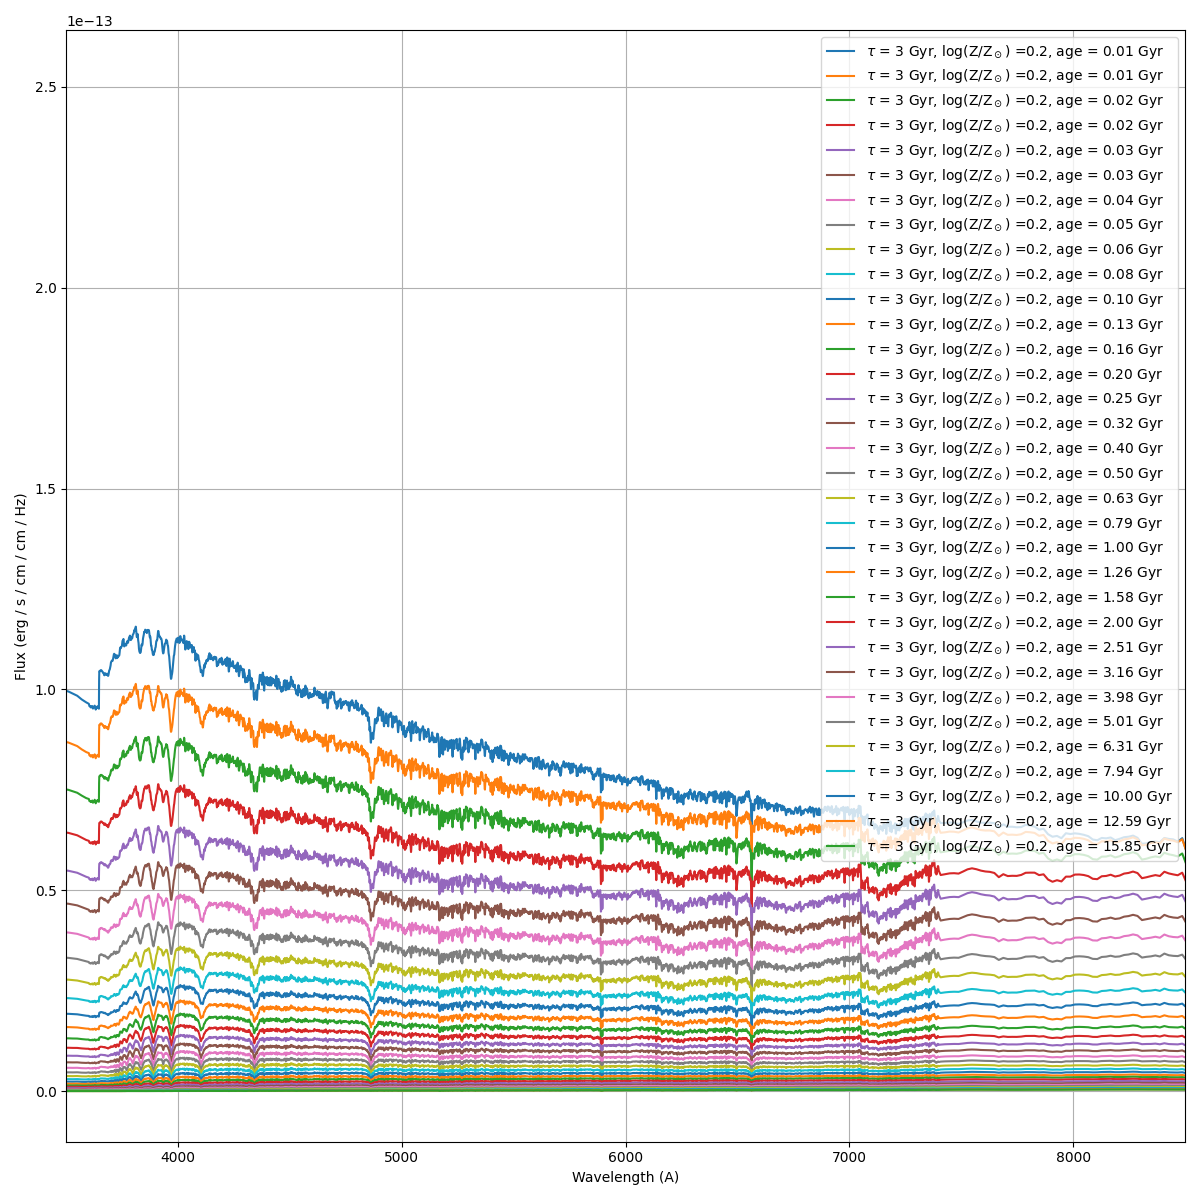 1e−13
2.5
2.0
1.5
1.0
0.5
0.0
Flux (erg / s / cm / cm / Hz)
4000 5000 6000 7000 8000
Wavelength (A)
τ = 3 Gyr, log(Z/Z⊙) =0.2, age = 0.01 Gyr
τ = 3 Gyr, log(Z/Z⊙) =0.2, age = 0.01 Gyr
τ = 3 Gyr, log(Z/Z⊙) =0.2, age = 0.02 Gyr
τ = 3 Gyr, log(Z/Z⊙) =0.2, age = 0.02 Gyr
τ = 3 Gyr, log(Z/Z⊙) =0.2, age = 0.03 Gyr
τ = 3 Gyr, log(Z/Z⊙) =0.2, age = 0.03 Gyr
τ = 3 Gyr, log(Z/Z⊙) =0.2, age = 0.04 Gyr
τ = 3 Gyr, log(Z/Z⊙) =0.2, age = 0.05 Gyr
τ = 3 Gyr, log(Z/Z⊙) =0.2, age = 0.06 Gyr
τ = 3 Gyr, log(Z/Z⊙) =0.2, age = 0.08 Gyr
τ = 3 Gyr, log(Z/Z⊙) =0.2, age = 0.10 Gyr
τ = 3 Gyr, log(Z/Z⊙) =0.2, age = 0.13 Gyr
τ = 3 Gyr, log(Z/Z⊙) =0.2, age = 0.16 Gyr
τ = 3 Gyr, log(Z/Z⊙) =0.2, age = 0.20 Gyr
τ = 3 Gyr, log(Z/Z⊙) =0.2, age = 0.25 Gyr
τ = 3 Gyr, log(Z/Z⊙) =0.2, age = 0.32 Gyr
τ = 3 Gyr, log(Z/Z⊙) =0.2, age = 0.40 Gyr
τ = 3 Gyr, log(Z/Z⊙) =0.2, age = 0.50 Gyr
τ = 3 Gyr, log(Z/Z⊙) =0.2, age = 0.63 Gyr
τ = 3 Gyr, log(Z/Z⊙) =0.2, age = 0.79 Gyr
τ = 3 Gyr, log(Z/Z⊙) =0.2, age = 1.00 Gyr
τ = 3 Gyr, log(Z/Z⊙) =0.2, age = 1.26 Gyr
τ = 3 Gyr, log(Z/Z⊙) =0.2, age = 1.58 Gyr
τ = 3 Gyr, log(Z/Z⊙) =0.2, age = 2.00 Gyr
τ = 3 Gyr, log(Z/Z⊙) =0.2, age = 2.51 Gyr
τ = 3 Gyr, log(Z/Z⊙) =0.2, age = 3.16 Gyr
τ = 3 Gyr, log(Z/Z⊙) =0.2, age = 3.98 Gyr
τ = 3 Gyr, log(Z/Z⊙) =0.2, age = 5.01 Gyr
τ = 3 Gyr, log(Z/Z⊙) =0.2, age = 6.31 Gyr
τ = 3 Gyr, log(Z/Z⊙) =0.2, age = 7.94 Gyr
τ = 3 Gyr, log(Z/Z⊙) =0.2, age = 10.00 Gyr
τ = 3 Gyr, log(Z/Z⊙) =0.2, age = 12.59 Gyr
τ = 3 Gyr, log(Z/Z⊙) =0.2, age = 15.85 Gyr